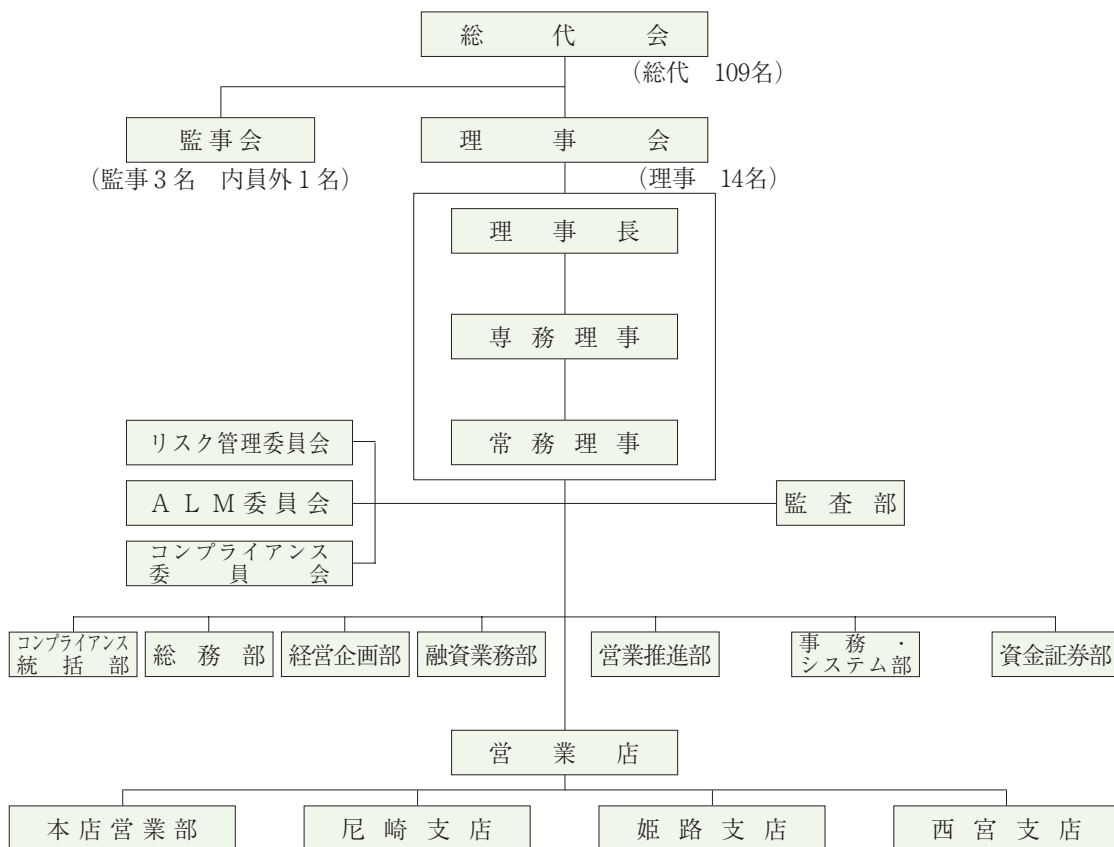 総代会
(総代 109名)
監事会
理事会
(監事3名 内員外1名)
(理事 14名)
理事長
専務理事
常務理事
リスク管理委員会
ALM委員会
監査部
コンプライアンス
委員会
コンプライアンス
統括部
総務部
経営企画部
融資業務部
営業推進部
事務・
システム部
資金証券部
営業店
本店営業部
尼崎支店
姫路支店
西宮支店